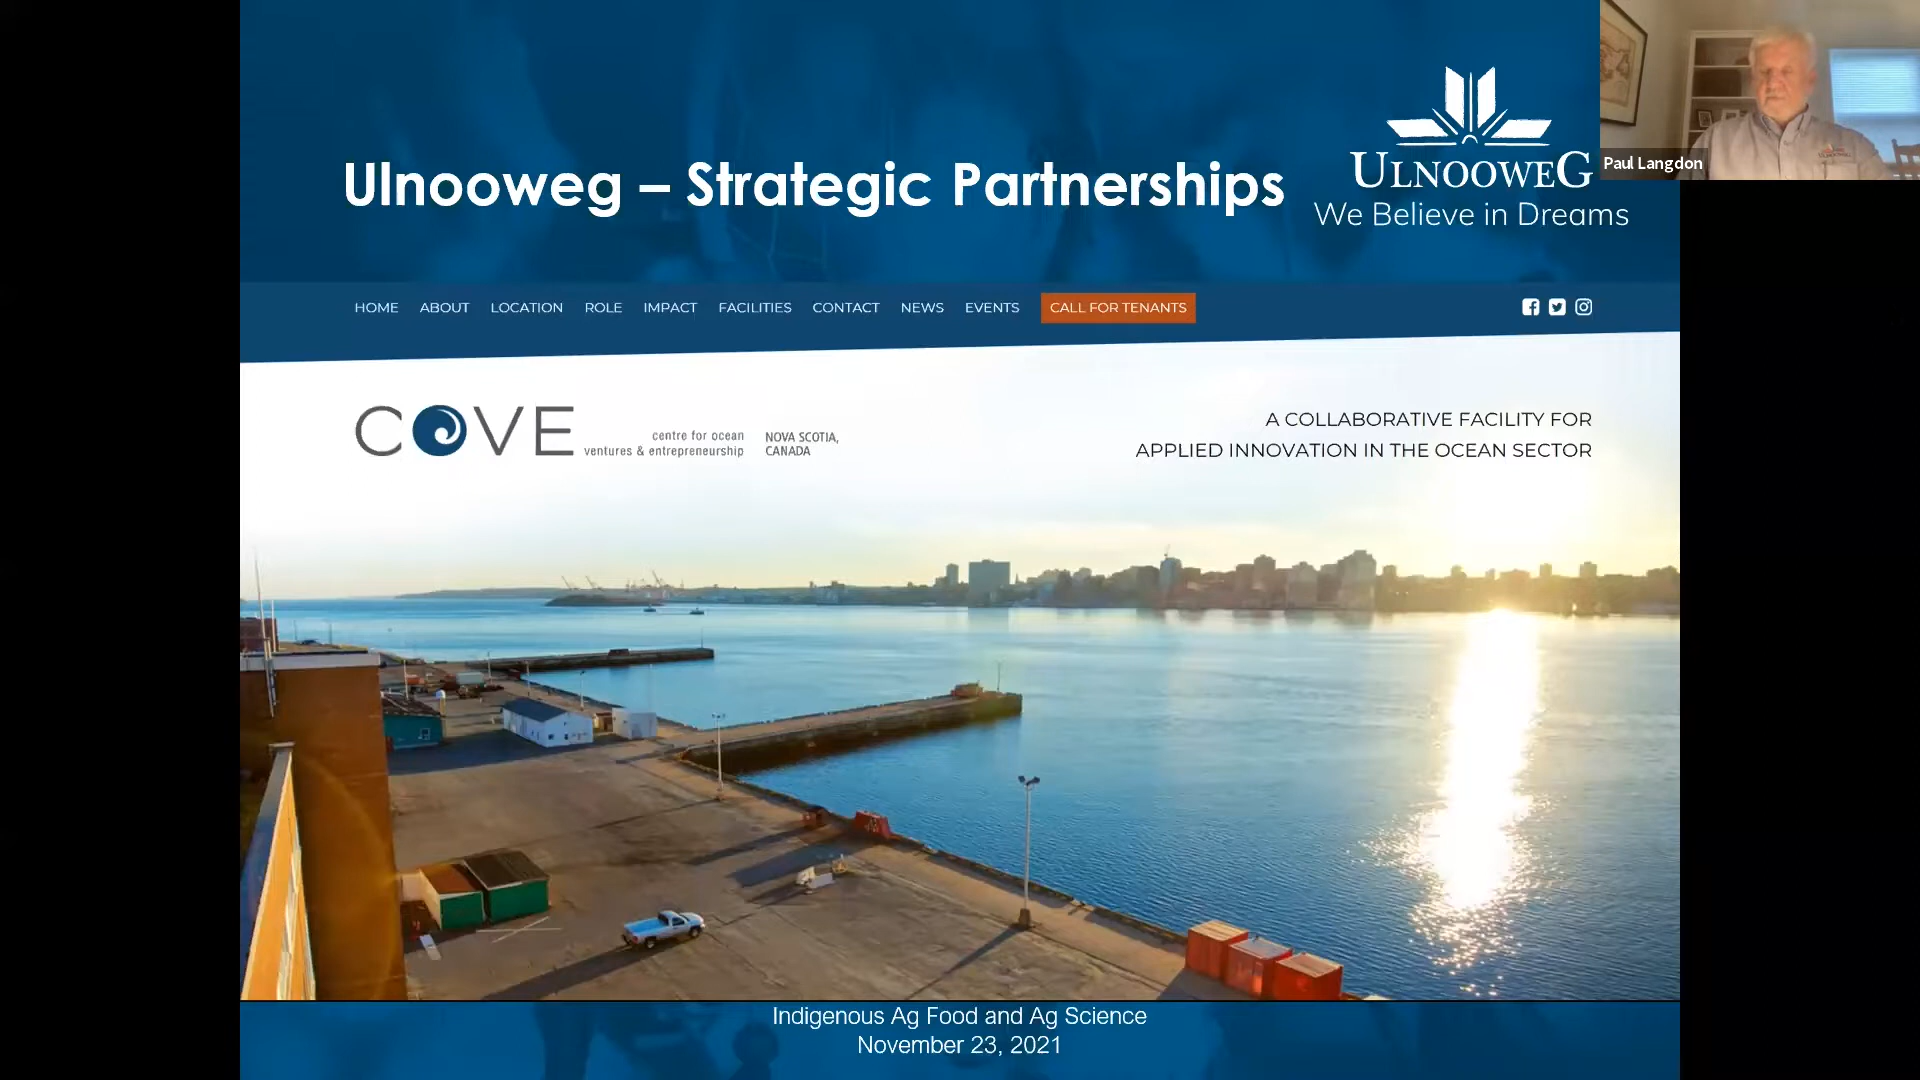 Ulnooweg – Strategic Partnerships
ULNOOWEG
We Believe in Dreams
Paul Langdon
HOME ABOUT LOCATION ROLE IMPACT FACILITIES CONTACT NEWS EVENTS CALL FOR TENANTS
COVE
centre for ocean
ventures & entrepreneurship
NOVA SCOTIA,
CANADA
A COLLABORATIVE FACILITY FOR
APPLIED INNOVATION IN THE OCEAN SECTOR
Indigenous Ag Food and Ag Science
November 23, 2021